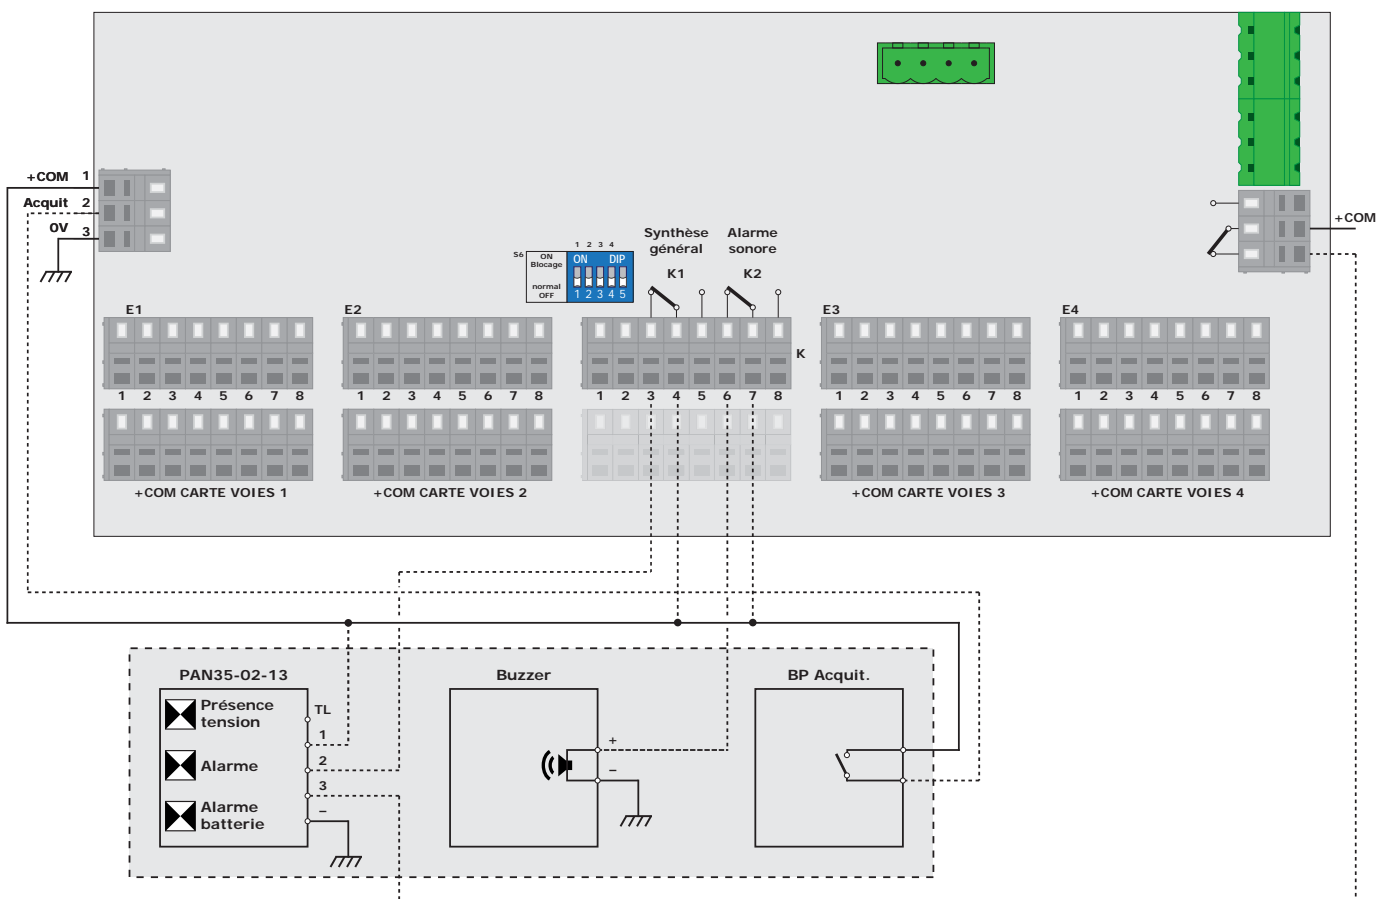 +COM 1
Acquit 2
0V 3
+COM
Synthèse
général
K1
Alarme
sonore
K2
S6
ON
Blocage
normal
OFF
1 2 3 4
ON DIP
1 2 3 4 5
E1
E2
K
E3
E4
1 2 3 4 5 6 7 8
1 2 3 4 5 6 7 8
1 2 3 4 5 6 7 8
1 2 3 4 5 6 7 8
1 2 3 4 5 6 7 8
+COM CARTE VOIES 1
+COM CARTE VOIES 2
+COM CARTE VOIES 3
+COM CARTE VOIES 4
PAN35-02-13
Présence
tension
Alarme
Alarme
batterie
TL
1
2
3
–
Buzzer
+
–
BP Acquit.